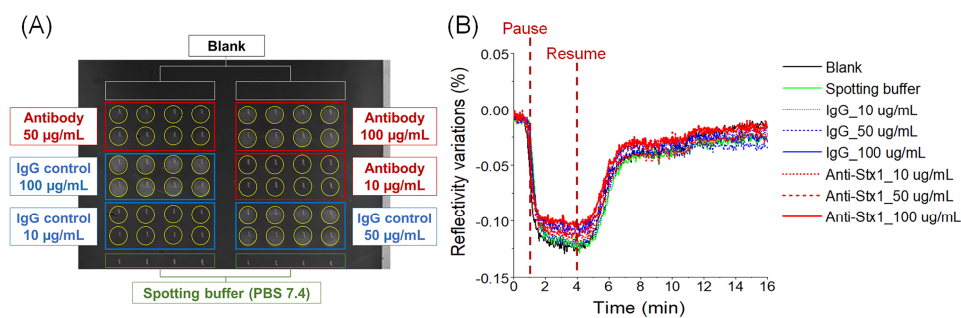 (A)
Blank
Antibody
50 µg/mL
Antibody
100 µg/mL
IgG control
100 µg/mL
Antibody
10 µg/mL
IgG control
10 µg/mL
IgG control
50 µg/mL
Spotting buffer (PBS 7.4)
(B)
Pause
Resume
Reflectivity variations (%)
0.05
0.00
-0.05
-0.10
-0.15
0 2 4 6 8 10 12 14 16
Time (min)
Blank
Spotting buffer
IgG_10 ug/mL
IgG_50 ug/mL
IgG_100 ug/mL
Anti-Stx1_10 ug/mL
Anti-Stx1_50 ug/mL
Anti-Stx1_100 ug/mL